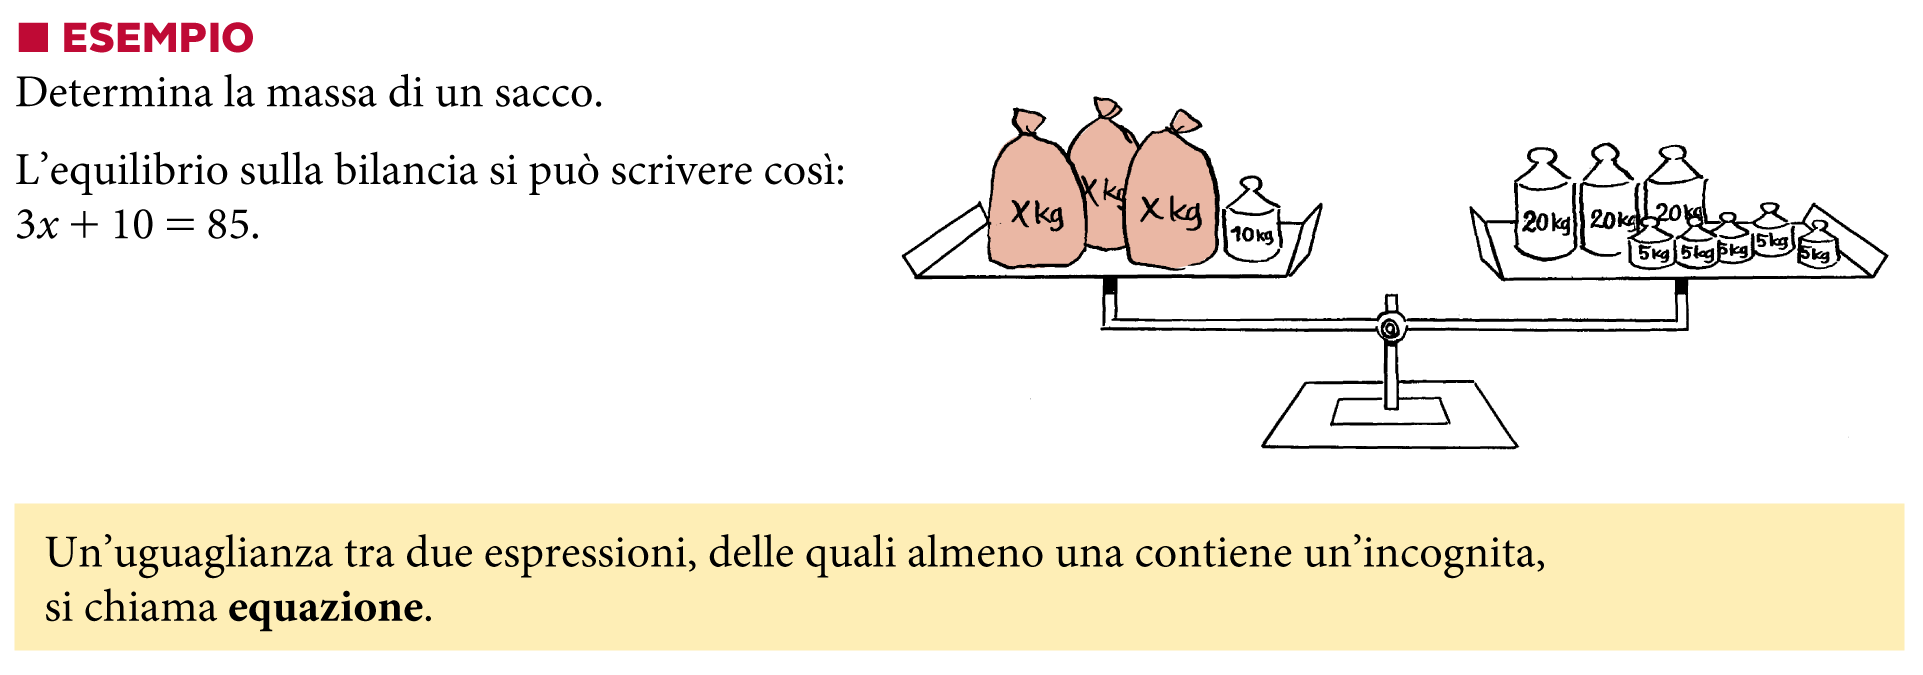 ESEMPIO
Determina la massa di un sacco.
L’equilibrio sulla bilancia si può scrivere così:
3x + 10 = 85.
X kg
X kg
X kg
10 kg
20 kg
20 kg
20 kg
5 kg
5 kg
5 kg
5 kg
5 kg
Un’uguaglianza tra due espressioni, delle quali almeno una contiene un’incognita,
si chiama equazione.